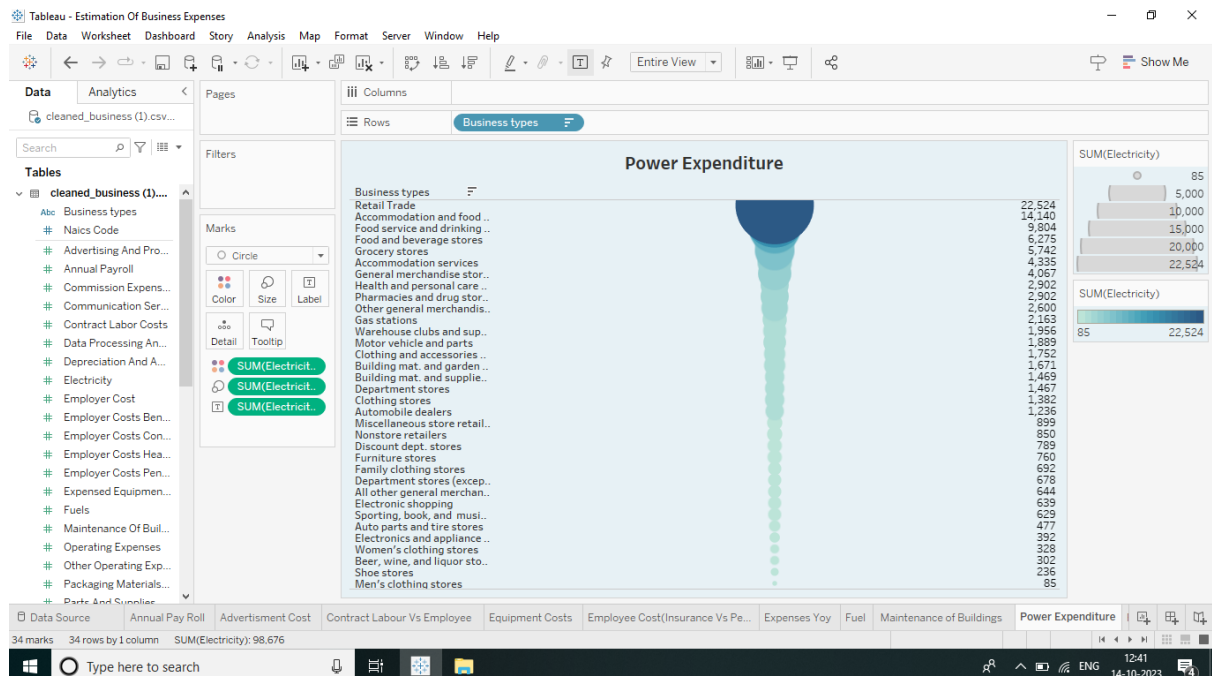 Tableau - Estimation Of Business Expenses
File Data Worksheet Dashboard Story Analysis Map Format Server Window Help
Entire View
Show Me
Data Analytics
cleaned_business (1).csv...
Search
Tables
cleaned_business (1)....
Abc Business types
# Naics Code
# Advertising And Pro...
# Annual Payroll
# Commission Expens...
# Communication Ser...
# Contract Labor Costs
# Data Processing An...
# Depreciation And A...
# Electricity
# Employer Cost
# Employer Costs Ben...
# Employer Costs Con...
# Employer Costs Hea...
# Employer Costs Pen...
# Expensed Equipmen...
# Fuels
# Maintenance Of Buil...
# Operating Expenses
# Other Operating Exp...
# Packaging Materials...
# Parts And Supplies
Pages
Filters
Marks
Circle
Color Size Label
Detail Tooltip
SUM(Electricit..
SUM(Electricit..
SUM(Electricit..
Columns
Rows Business types
Power Expenditure
Business types
Retail Trade 22,524
Accommodation and food .. 14,140
Food service and drinking .. 9,804
Food and beverage stores 6,275
Grocery stores 5,742
Accommodation services 4,335
General merchandise stor.. 4,067
Health and personal care .. 2,902
Pharmacies and drug stor.. 2,902
Other general merchandis.. 2,600
Gas stations 2,163
Warehouse clubs and sup.. 1,956
Motor vehicle and parts 1,889
Clothing and accessories .. 1,752
Building mat. and garden .. 1,671
Building mat. and supplie.. 1,469
Department stores 1,467
Clothing stores 1,382
Automobile dealers 1,236
Miscellaneous store retail.. 899
Nonstore retailers 850
Discount dept. stores 789
Furniture stores 760
Family clothing stores 692
Department stores (excep.. 678
All other general merchan.. 644
Electronic shopping 639
Sporting, book, and musi.. 629
Auto parts and tire stores 477
Electronics and appliance .. 392
Women's clothing stores 328
Beer, wine, and liquor sto.. 302
Shoe stores 236
Men's clothing stores 85
SUM(Electricity)
85
5,000
10,000
15,000
20,000
22,524
SUM(Electricity)
85 22,524
Data Source Annual Pay Roll Advertisment Cost Contract Labour Vs Employee Equipment Costs Employee Cost(Insurance Vs Pe... Expenses Yoy Fuel Maintenance of Buildings Power Expenditure
34 marks 34 rows by 1 column SUM(Electricity): 98,676
Type here to search
ENG
12:41
14-10-2023
4